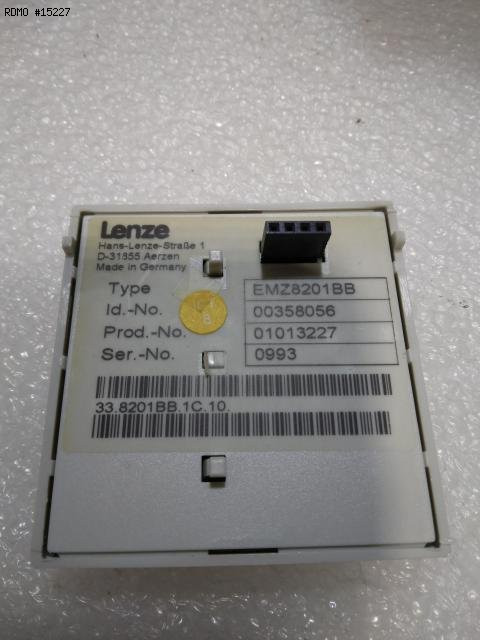 RDMO #15227
Lenze
Hans-Lenze-Straße 1
D-31855 Aerzen
Made in Germany
Type EMZ8201BB
Id.-No. 00358056
Prod.-No. 01013227
Ser.-No. 0993
33.8201BB.1C.10.